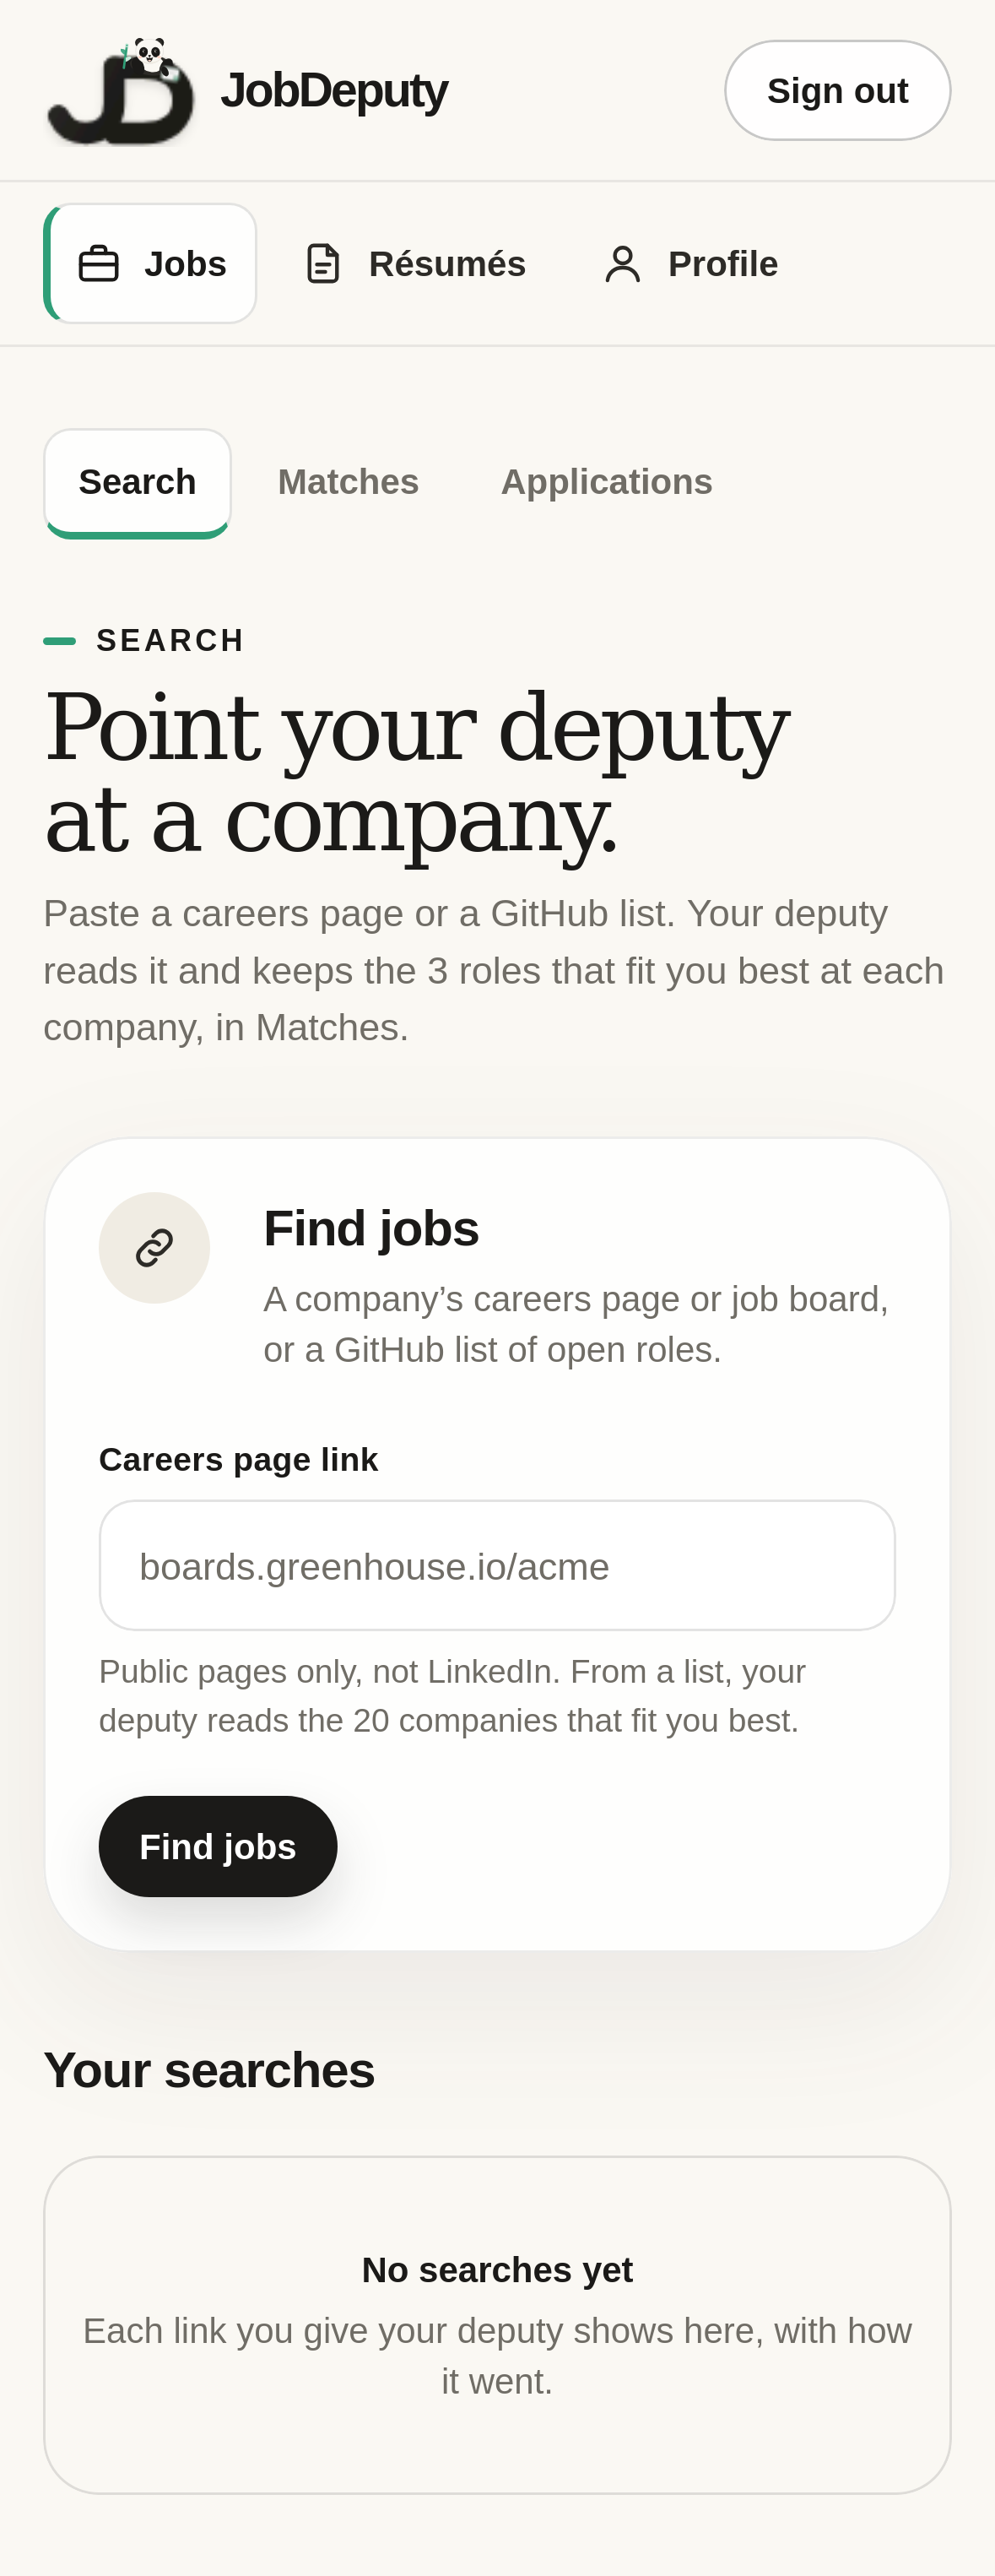 JD
JobDeputy
Sign out
Jobs
Résumés
Profile
Search
Matches
Applications
SEARCH
Point your deputy
at a company.
Paste a careers page or a GitHub list. Your deputy
reads it and keeps the 3 roles that fit you best at each
company, in Matches.
Find jobs
A company’s careers page or job board,
or a GitHub list of open roles.
Careers page link
boards.greenhouse.io/acme
Public pages only, not LinkedIn. From a list, your
deputy reads the 20 companies that fit you best.
Find jobs
Your searches
No searches yet
Each link you give your deputy shows here, with how
it went.